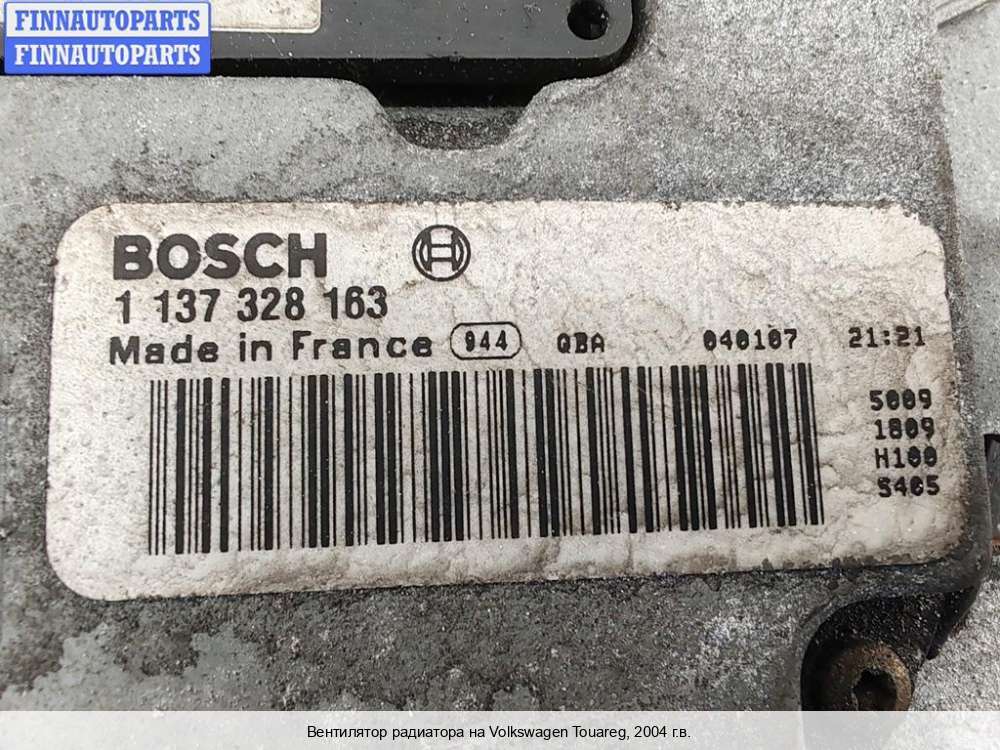 FINNAUTOPARTS
FINNAUTOPARTS
BOSCH
1 137 328 163
Made in France 944 QBA 040107 21:21
5009
1809
H100
S405
Вентилятор радиатора на Volkswagen Touareg, 2004 г.в.